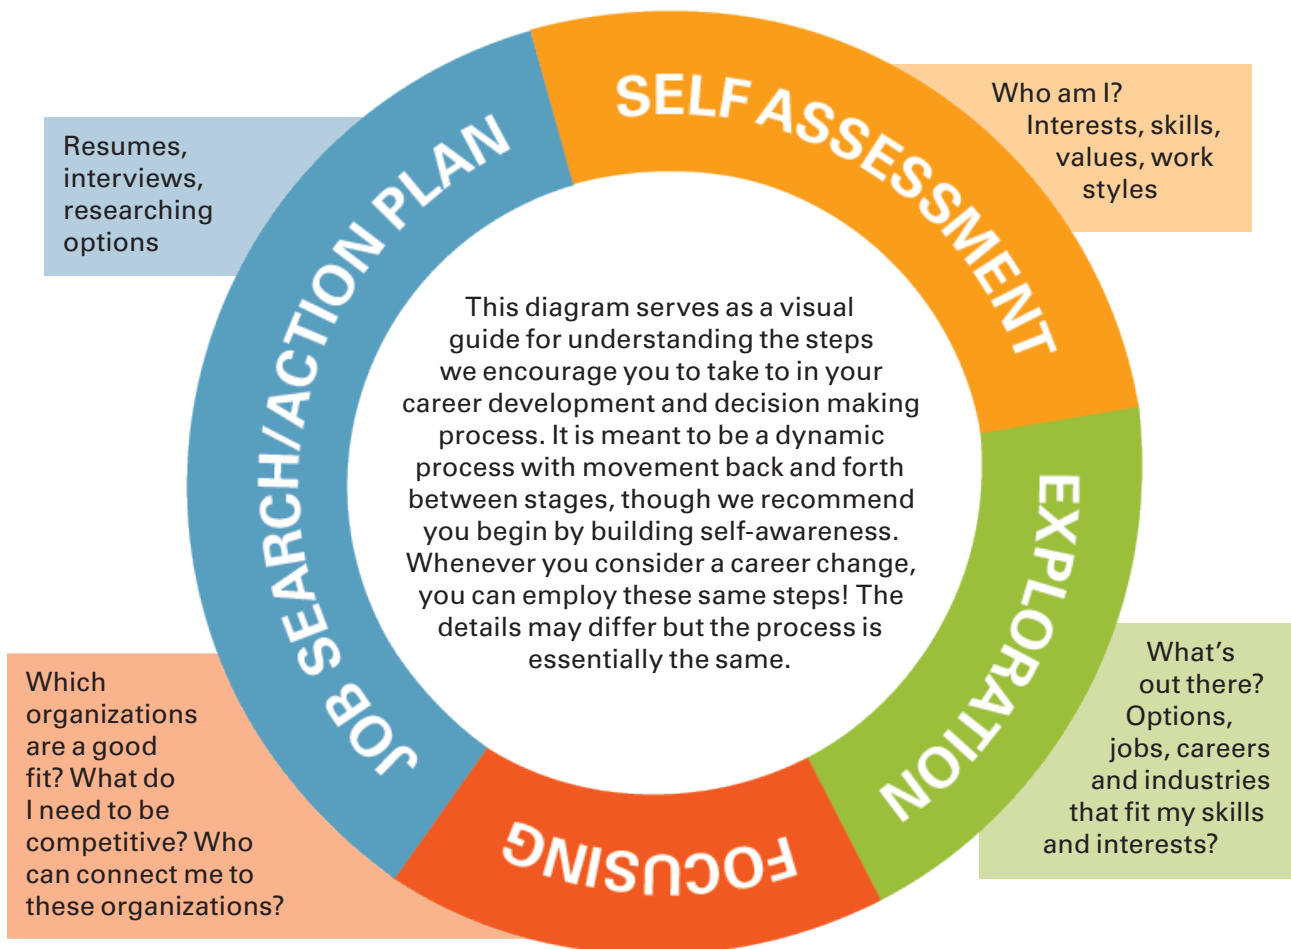 SELF ASSESSMENT
Who am I?
Interests, skills,
values, work
styles
EXPLORATION
What’s
out there?
Options,
jobs, careers
and industries
that fit my skills
and interests?
FOCUSING
Which
organizations
are a good
fit? What do
I need to be
competitive? Who
can connect me to
these organizations?
JOB SEARCH/ACTION PLAN
Resumes,
interviews,
researching
options
This diagram serves as a visual
guide for understanding the steps
we encourage you to take to in your
career development and decision making
process. It is meant to be a dynamic
process with movement back and forth
between stages, though we recommend
you begin by building self-awareness.
Whenever you consider a career change,
you can employ these same steps! The
details may differ but the process is
essentially the same.